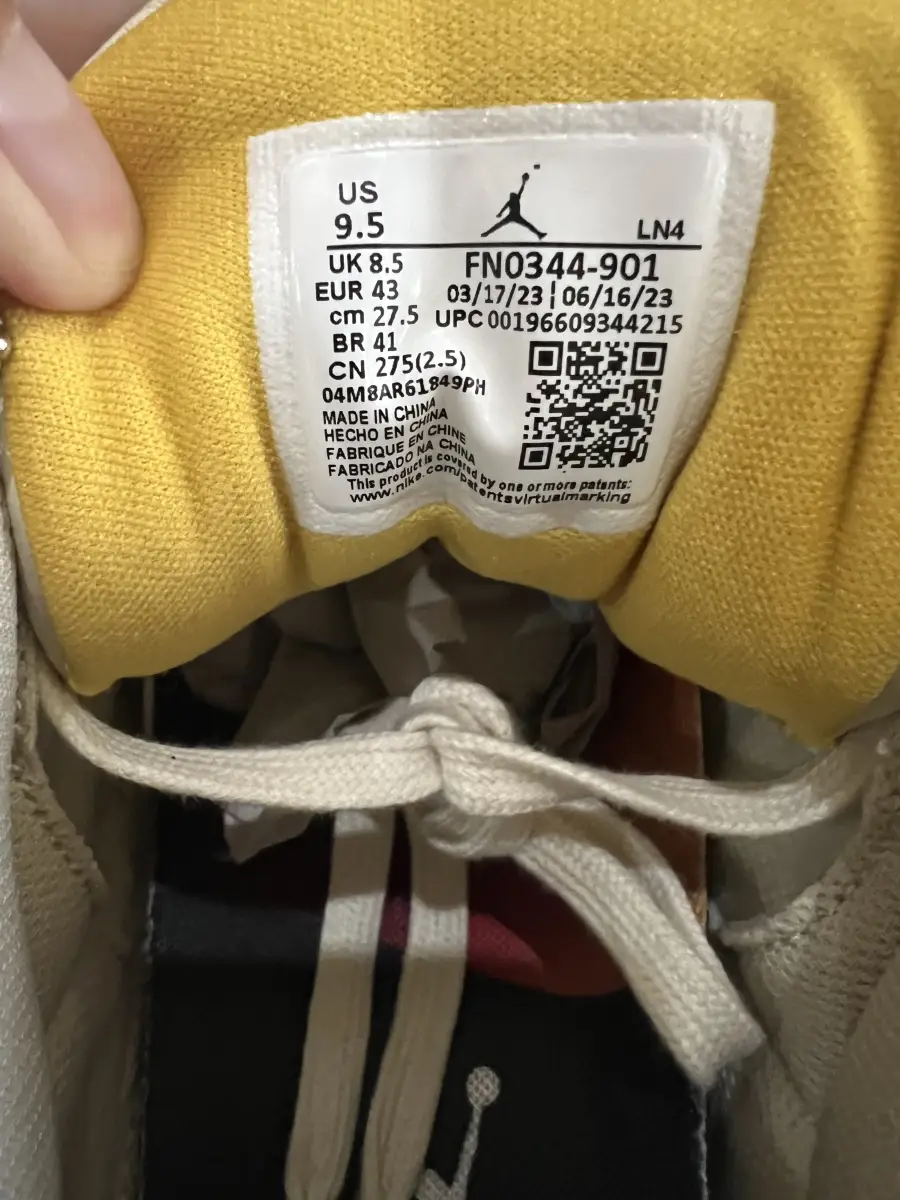 US
9.5
LN4
UK 8.5 FN0344-901
EUR 43 03/17/23 | 06/16/23
cm 27.5 UPC 00196609344215
BR 41
CN 275(2.5)
04M8AR61849PH
MADE IN CHINA
HECHO EN CHINA
FABRIQUE EN CHINE
FABRICADO NA CHINA
This product is covered by one or more patents:
www.nike.com/patentsvirtualmarking